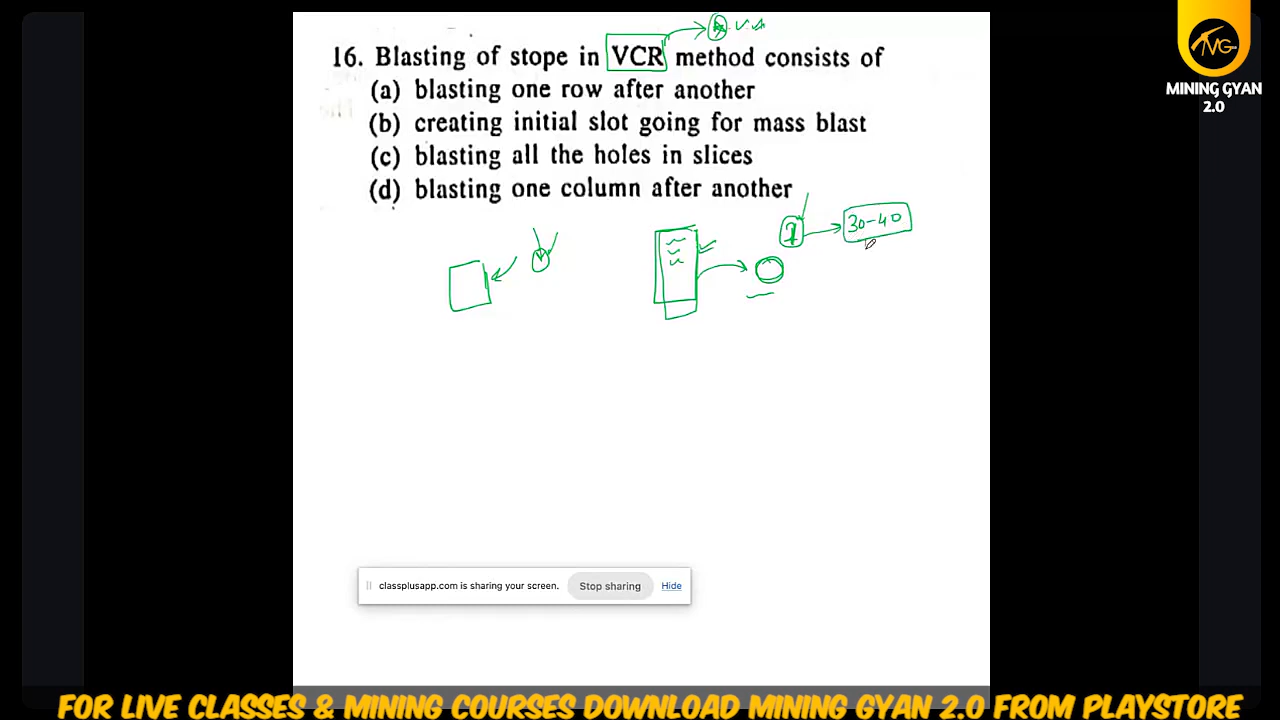 16. Blasting of stope in VCR method consists of
(a) blasting one row after another
(b) creating initial slot going for mass blast
(c) blasting all the holes in slices
(d) blasting one column after another
30-40
MINING GYAN
2.0
classplusapp.com is sharing your screen.
Stop sharing
Hide
FOR LIVE CLASSES & MINING COURSES DOWNLOAD MINING GYAN 2.0 FROM PLAYSTORE